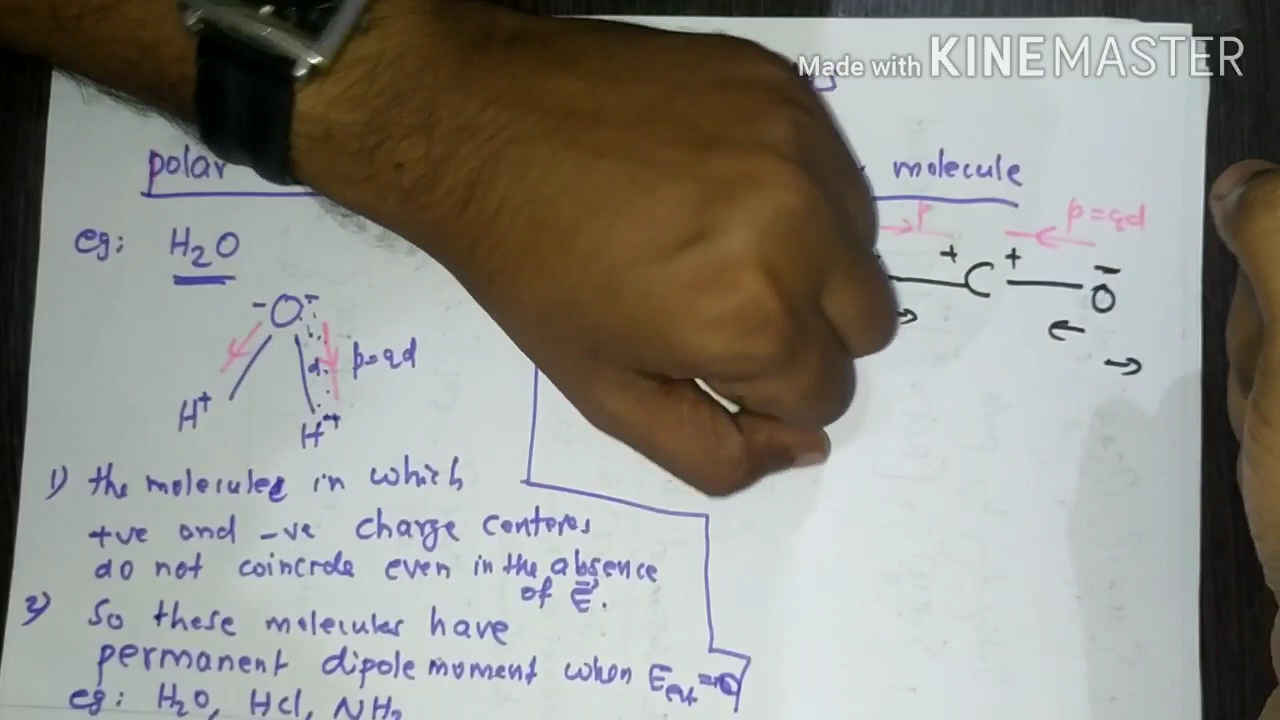 Made with KINEMASTER
polar
molecule
eg: H₂O
p
p=qd
+ C + - O
- O -
d
p=qd
H+
H+
1) the molecules in which
+ve and -ve charge centeres
do not coincide even in the absence
of E⃗.
2) So these molecules have
permanent dipole moment when Eext=0
eg: H₂O, HCl, NH₃